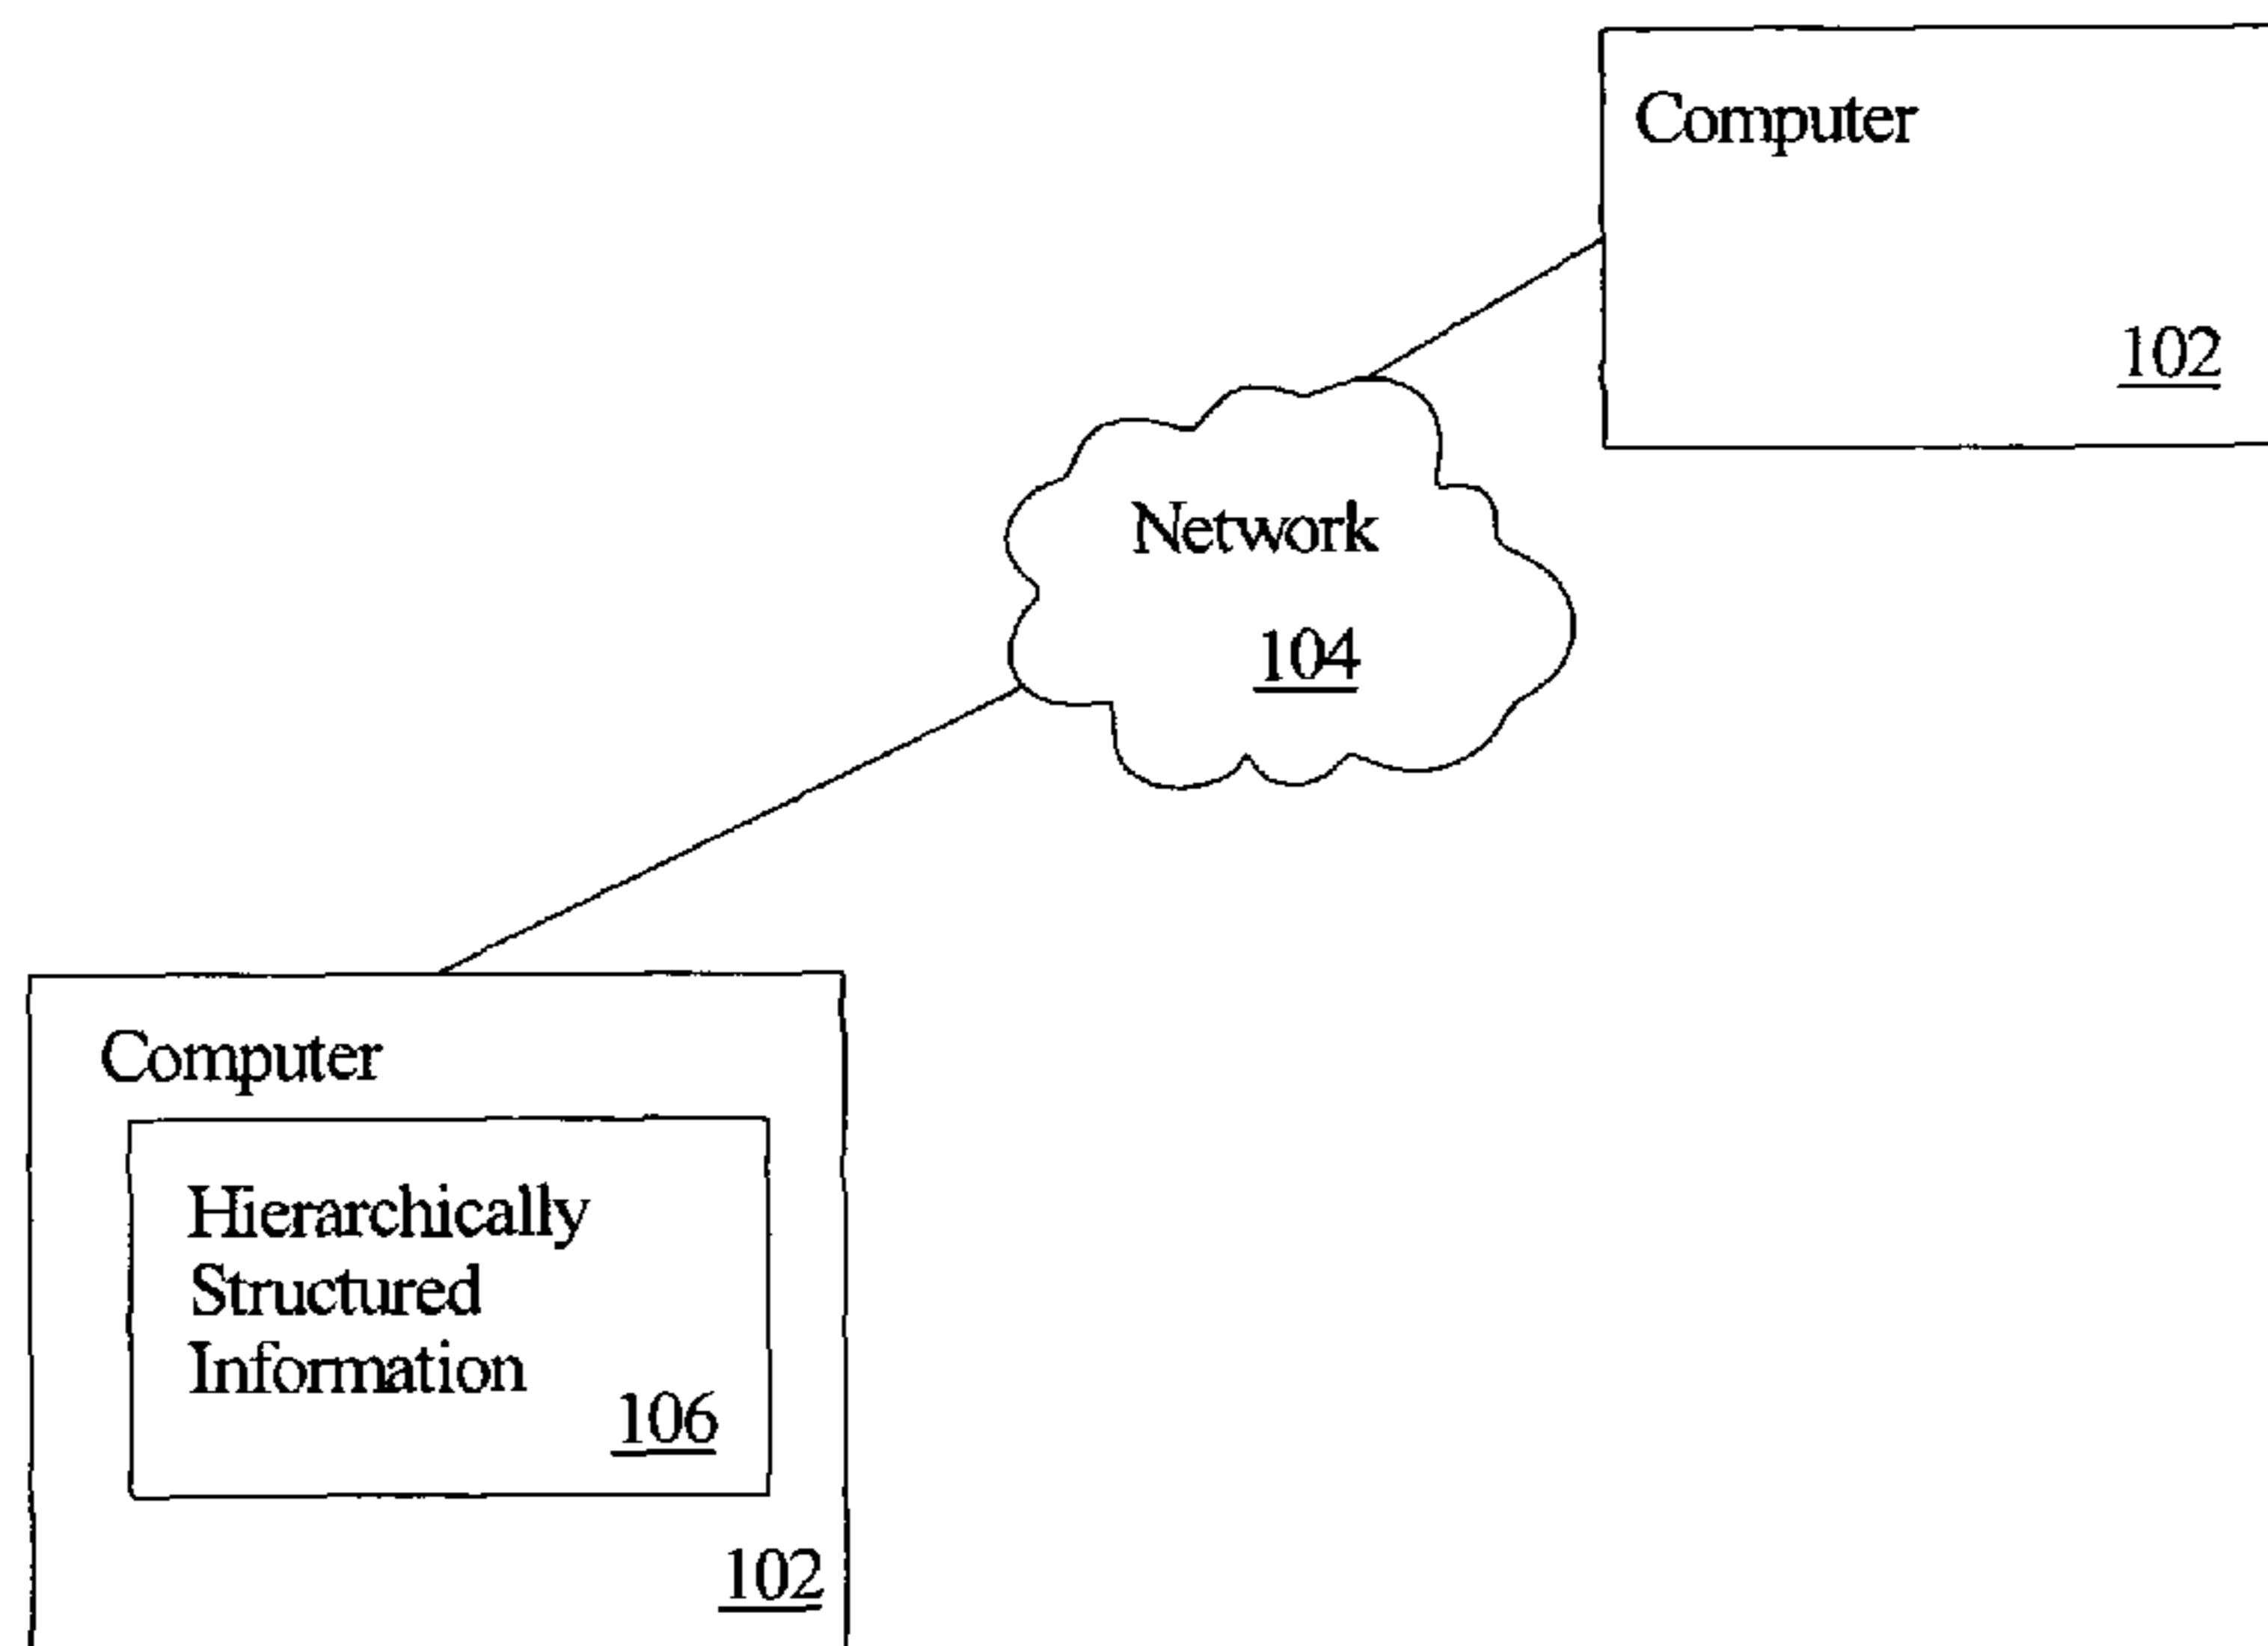 Computer
102
Network
104
Computer
Hierarchically
Structured
Information
106
102